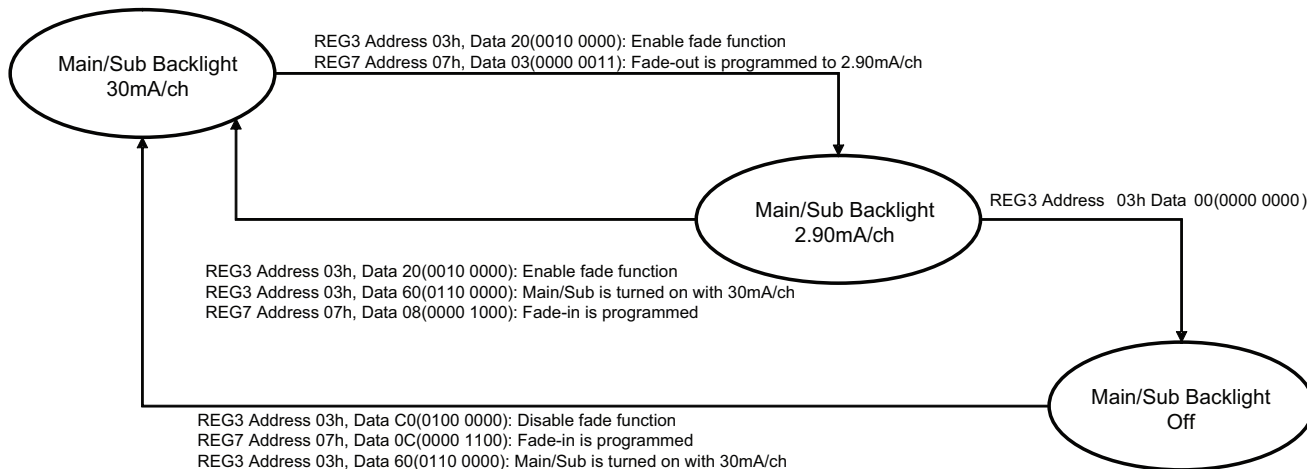 Main/Sub Backlight
30mA/ch
REG3 Address 03h, Data 20(0010 0000): Enable fade function
REG7 Address 07h, Data 03(0000 0011): Fade-out is programmed to 2.90mA/ch
Main/Sub Backlight
2.90mA/ch
REG3 Address 03h Data 00(0000 0000)
REG3 Address 03h, Data 20(0010 0000): Enable fade function
REG3 Address 03h, Data 60(0110 0000): Main/Sub is turned on with 30mA/ch
REG7 Address 07h, Data 08(0000 1000): Fade-in is programmed
Main/Sub Backlight
Off
REG3 Address 03h, Data C0(0100 0000): Disable fade function
REG7 Address 07h, Data 0C(0000 1100): Fade-in is programmed
REG3 Address 03h, Data 60(0110 0000): Main/Sub is turned on with 30mA/ch